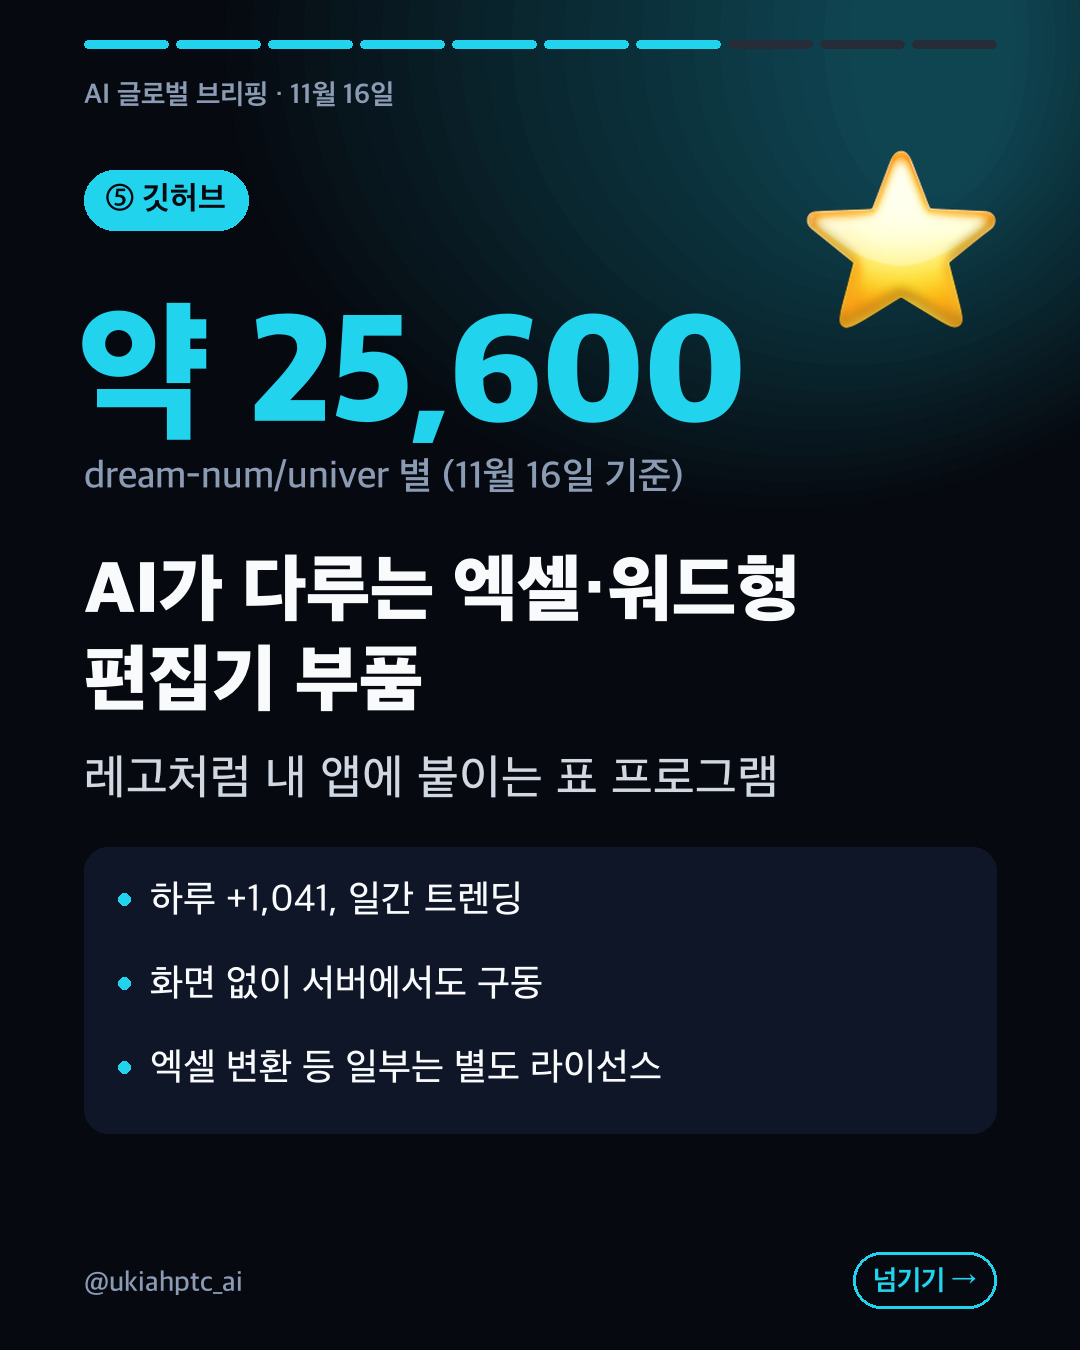 AI 글로벌 브리핑 · 11월 16일
⑤ 깃허브
약 25,600
dream-num/univer 별 (11월 16일 기준)
AI가 다루는 엑셀·워드형
편집기 부품
레고처럼 내 앱에 붙이는 표 프로그램
• 하루 +1,041, 일간 트렌딩
• 화면 없이 서버에서도 구동
• 엑셀 변환 등 일부는 별도 라이선스
@ukiahptc_ai
넘기기 →